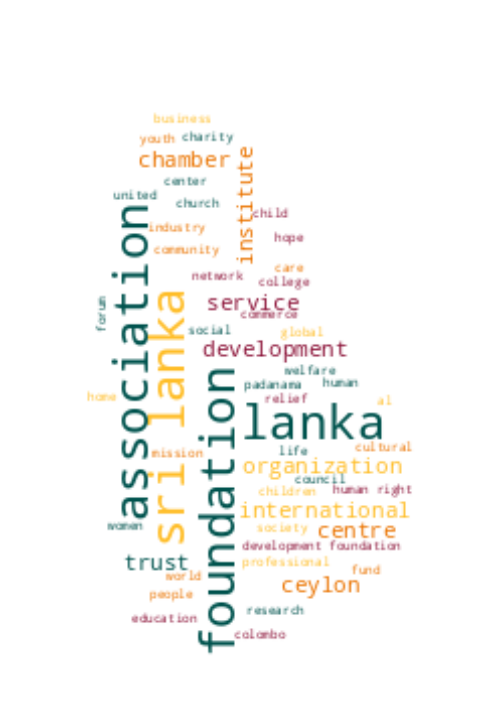 business
youth
charity
chamber
institute
center
united
church
child
industry
hope
community
care
network
college
association
sri lanka
service
commerce
forum
social
global
development
welfare
padanama
human
foundation
home
relief
al
lanka
life
cultural
mission
organization
council
children
human right
international
women
society
centre
development foundation
trust
professional
world
fund
people
ceylon
research
education
colombo